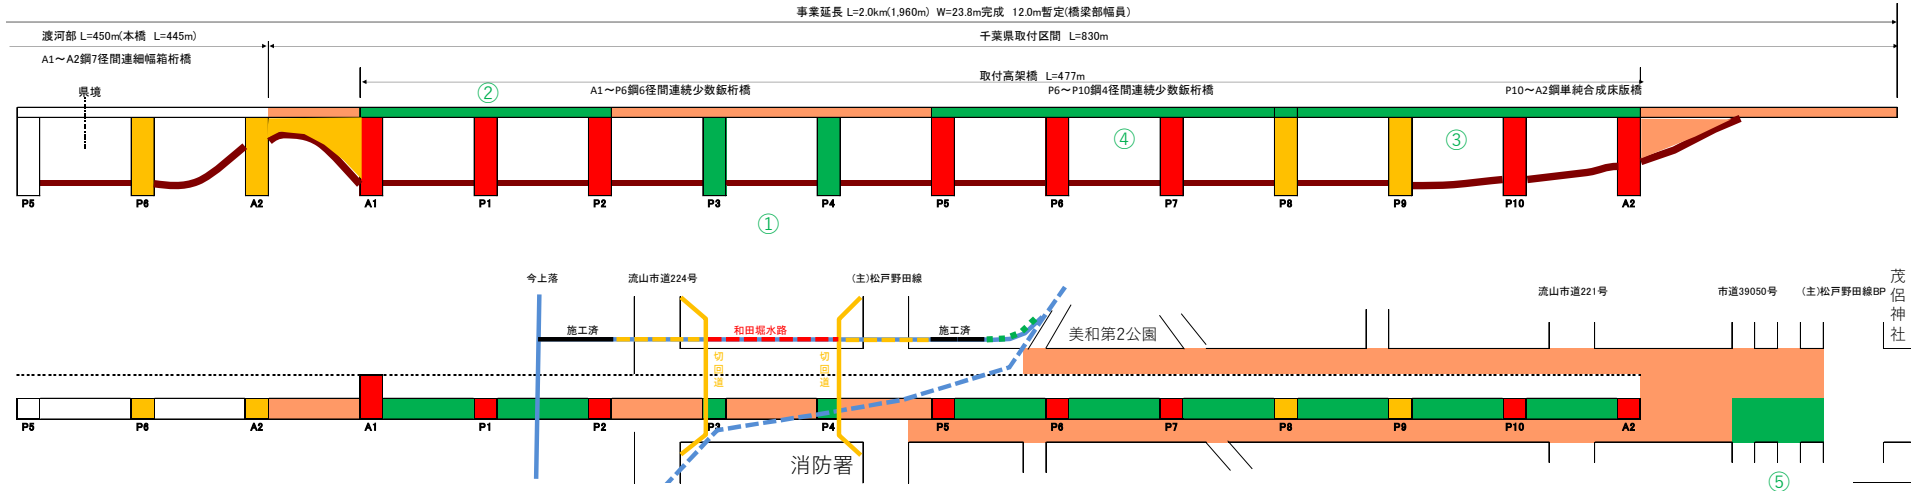 事業延長 L=2.0km(1,960m) W=23.8m完成 12.0m暫定(橋梁部幅員)
渡河部 L=450m(本橋 L=445m)
千葉県取付区間 L=830m
A1～A2鋼7径間連細幅箱桁橋
取付高架橋 L=477m
県境
②
A1～P6鋼6径間連続少数鈑桁橋
P6～P10鋼4径間連続少数鈑桁橋
P10～A2鋼単純合成床版橋
④
③
P5 P6 A2 A1 P1 P2 P3 P4 P5 P6 P7 P8 P9 P10 A2
①
今上落
流山市道224号
(主)松戸野田線
流山市道221号
市道39050号
(主)松戸野田線BP
茂侶神社
施工済
和田堀水路
施工済
美和第2公園
切回道
切回道
P5 P6 A2 A1 P1 P2 P3 P4 P5 P6 P7 P8 P9 P10 A2
消防署
⑤